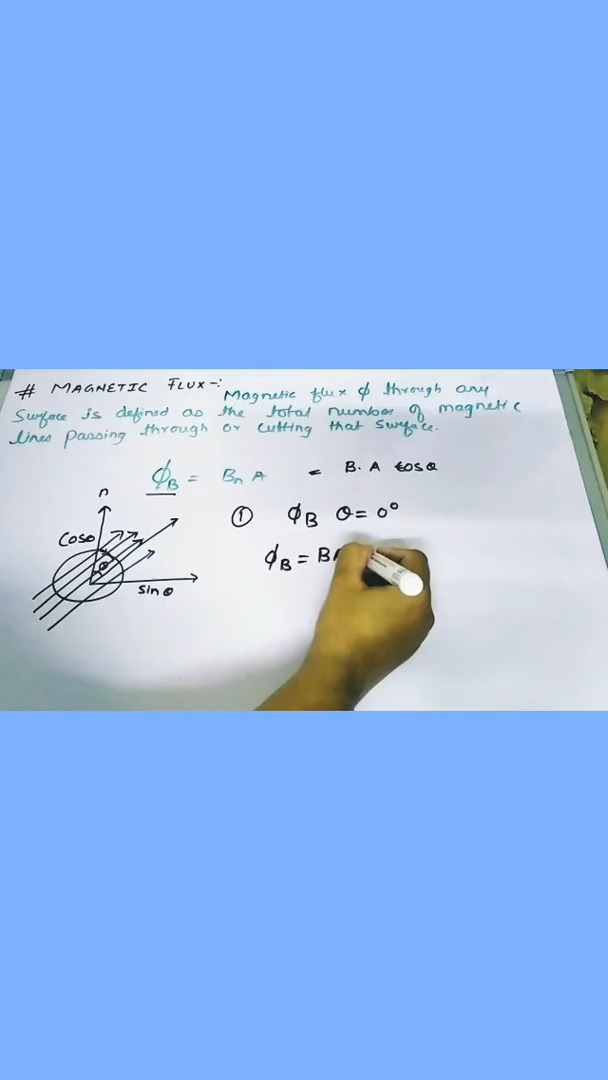 # MAGNETIC FLUX-: Magnetic flux ϕ through any
Surface is defined as the total number of magnetic
lines passing through or cutting that surface.
ϕB = Bn A = B.A cosθ
n
① ϕB θ = 0°
Cosθ
θ
ϕB = B
sinθ